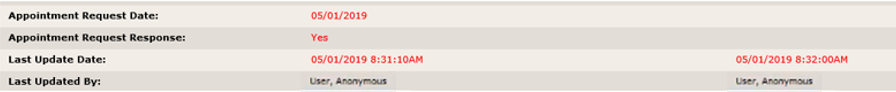 Appointment Request Date: 05/01/2019
Appointment Request Response: Yes
Last Update Date: 05/01/2019 8:31:10AM 05/01/2019 8:32:00AM
Last Updated By: User, Anonymous User, Anonymous